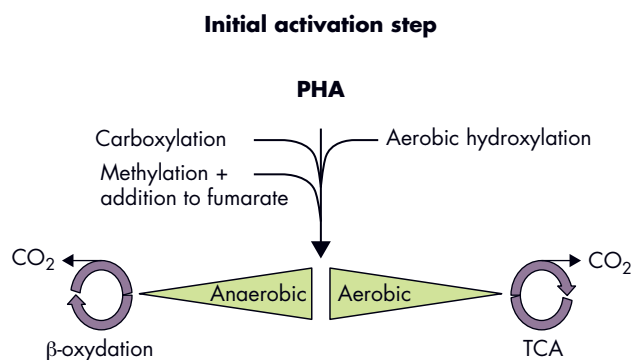 Initial activation step
PHA
Carboxylation
Aerobic hydroxylation
Methylation +
addition to fumarate
CO₂
CO₂
Anaerobic
Aerobic
β-oxydation
TCA